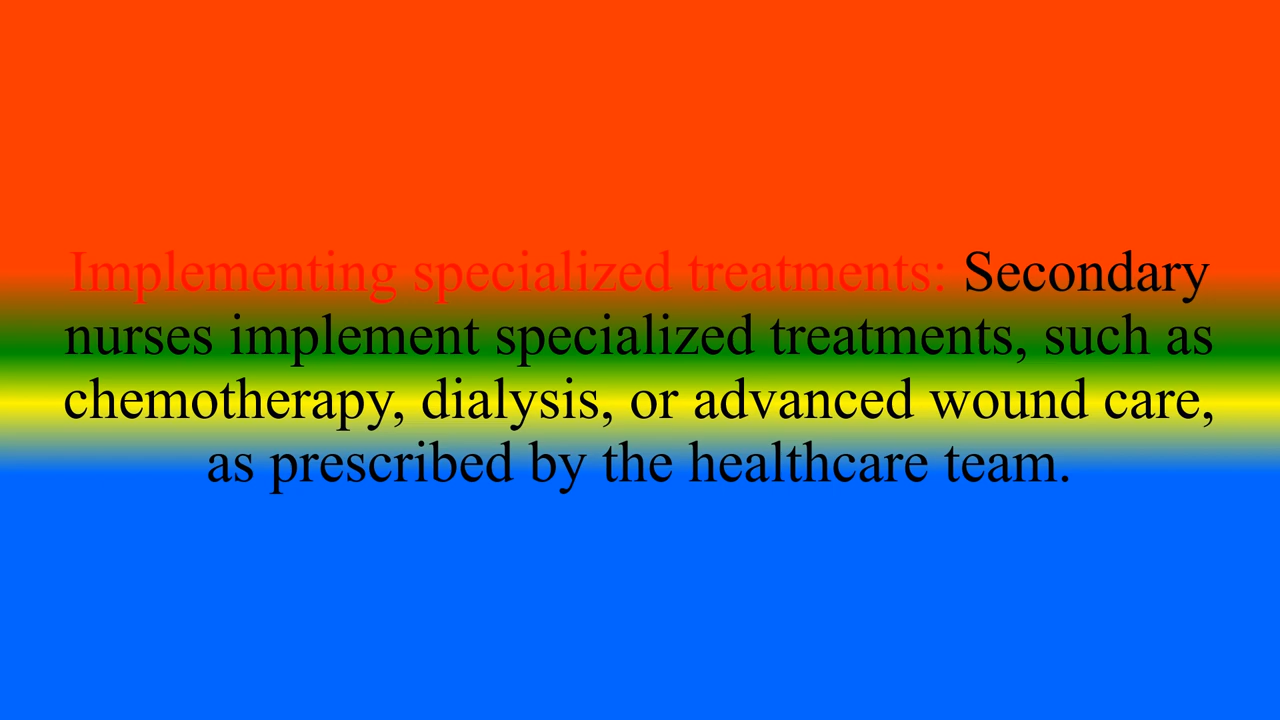 Implementing specialized treatments: Secondary
nurses implement specialized treatments, such as
chemotherapy, dialysis, or advanced wound care,
as prescribed by the healthcare team.